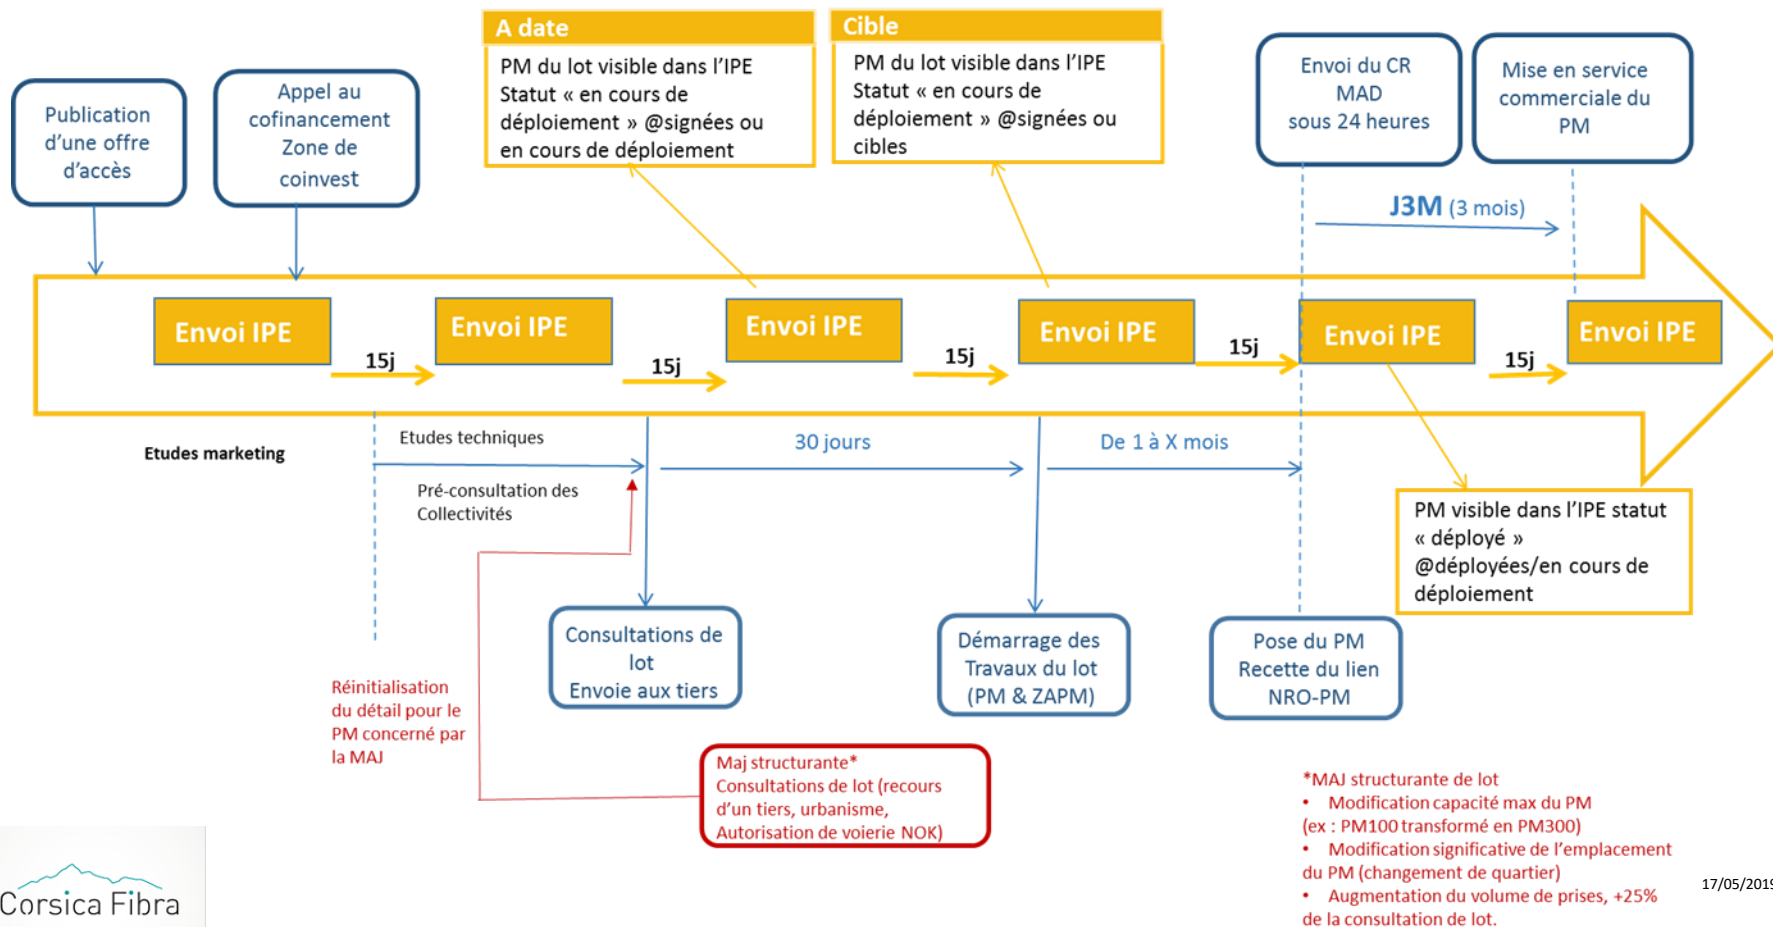 Publication
d'une offre
d'accès
Appel au
cofinancement
Zone de
coinvest
A date
PM du lot visible dans l'IPE
Statut « en cours de
déploiement » @signées ou
en cours de déploiement
Cible
PM du lot visible dans l'IPE
Statut « en cours de
déploiement » @signées ou
cibles
Envoi du CR
MAD
sous 24 heures
Mise en service
commerciale du
PM
J3M (3 mois)
Envoi IPE
15j
Envoi IPE
15j
Envoi IPE
15j
Envoi IPE
15j
Envoi IPE
15j
Envoi IPE
Etudes marketing
Etudes techniques
Pré-consultation des
Collectivités
30 jours
De 1 à X mois
PM visible dans l'IPE statut
« déployé »
@déployées/en cours de
déploiement
Consultations de
lot
Envoie aux tiers
Démarrage des
Travaux du lot
(PM & ZAPM)
Pose du PM
Recette du lien
NRO-PM
Réinitialisation
du détail pour le
PM concerné par
la MAJ
Maj structurante*
Consultations de lot (recours
d'un tiers, urbanisme,
Autorisation de voierie NOK)
*MAJ structurante de lot
• Modification capacité max du PM
(ex : PM100 transformé en PM300)
• Modification significative de l'emplacement
du PM (changement de quartier)
• Augmentation du volume de prises, +25%
de la consultation de lot.
17/05/2019
Corsica Fibra